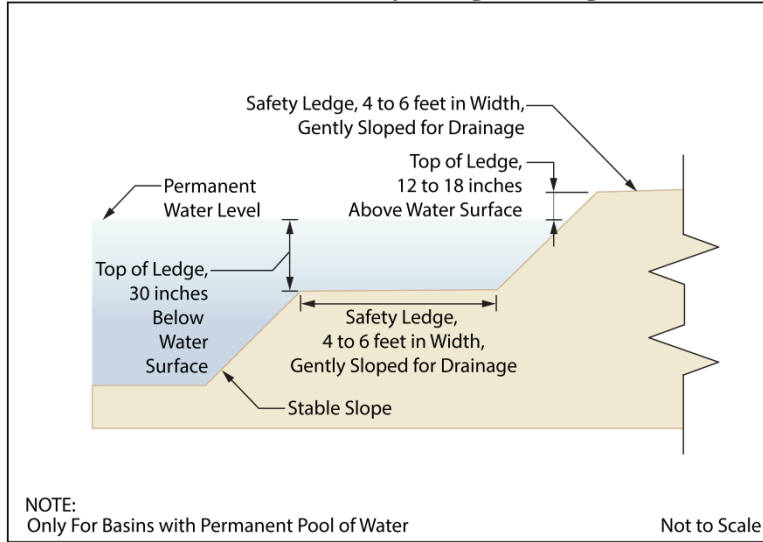 Safety Ledge, 4 to 6 feet in Width,
Gently Sloped for Drainage
Top of Ledge,
12 to 18 inches
Above Water Surface
Permanent
Water Level
Top of Ledge,
30 inches
Below
Water
Surface
Safety Ledge,
4 to 6 feet in Width,
Gently Sloped for Drainage
Stable Slope
NOTE:
Only For Basins with Permanent Pool of Water
Not to Scale